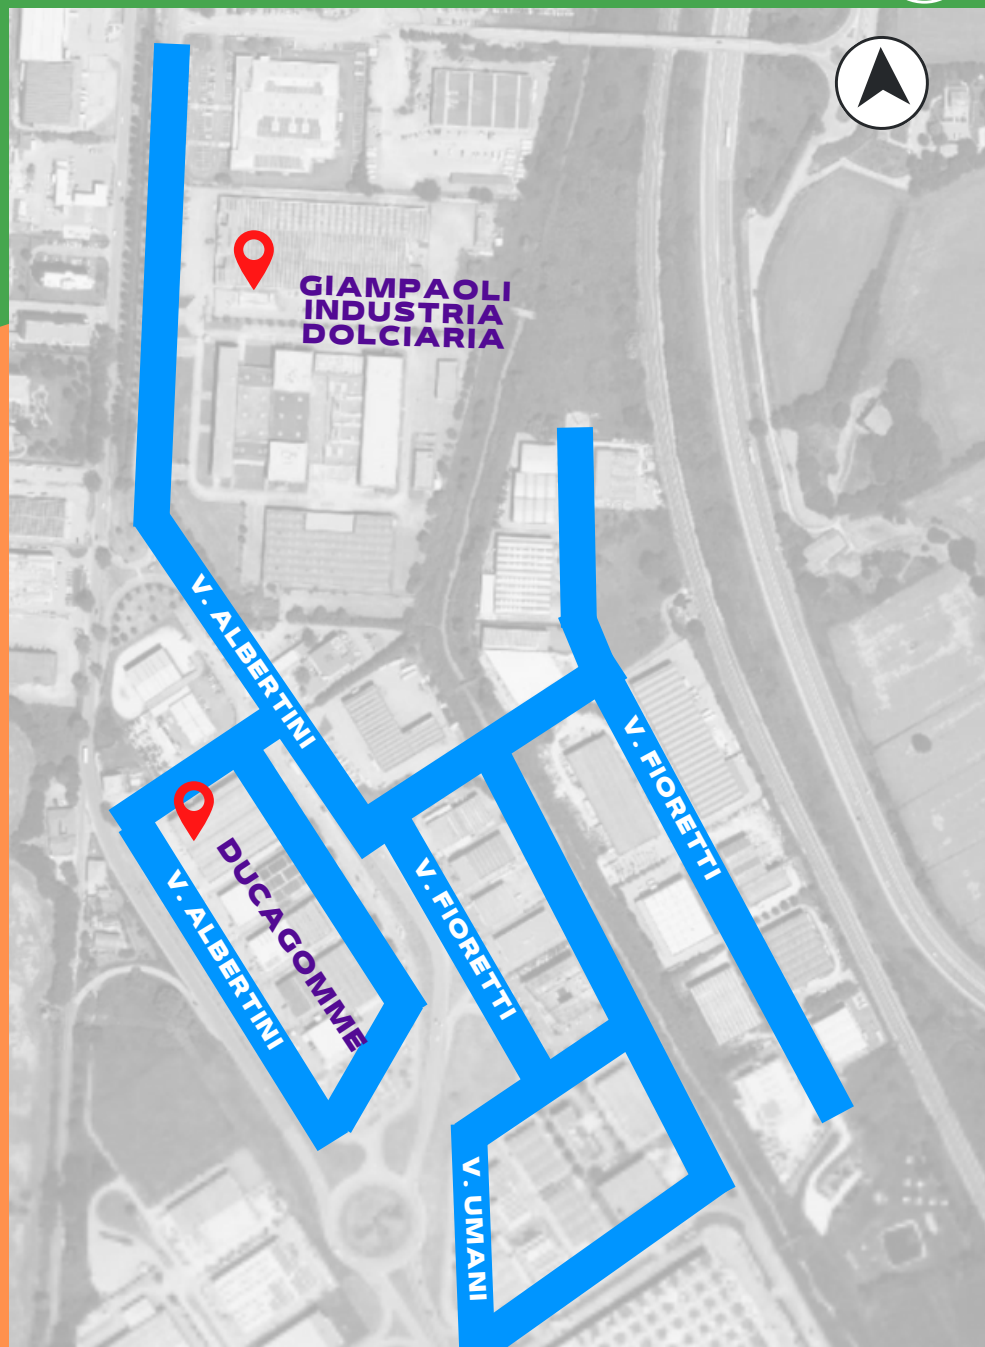 GIAMPAOLI
INDUSTRIA
DOLCIARIA
V. ALBERTINI
V. FIORETTI
DUCAGOMME
V. ALBERTINI
V. FIORETTI
V. UMANI